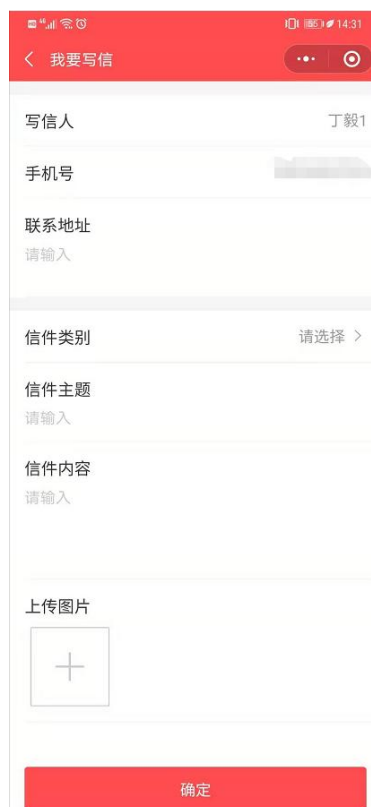 14:31
我要写信
写信人 丁毅1
手机号
联系地址
请输入
信件类别 请选择
信件主题
请输入
信件内容
请输入
上传图片
确定